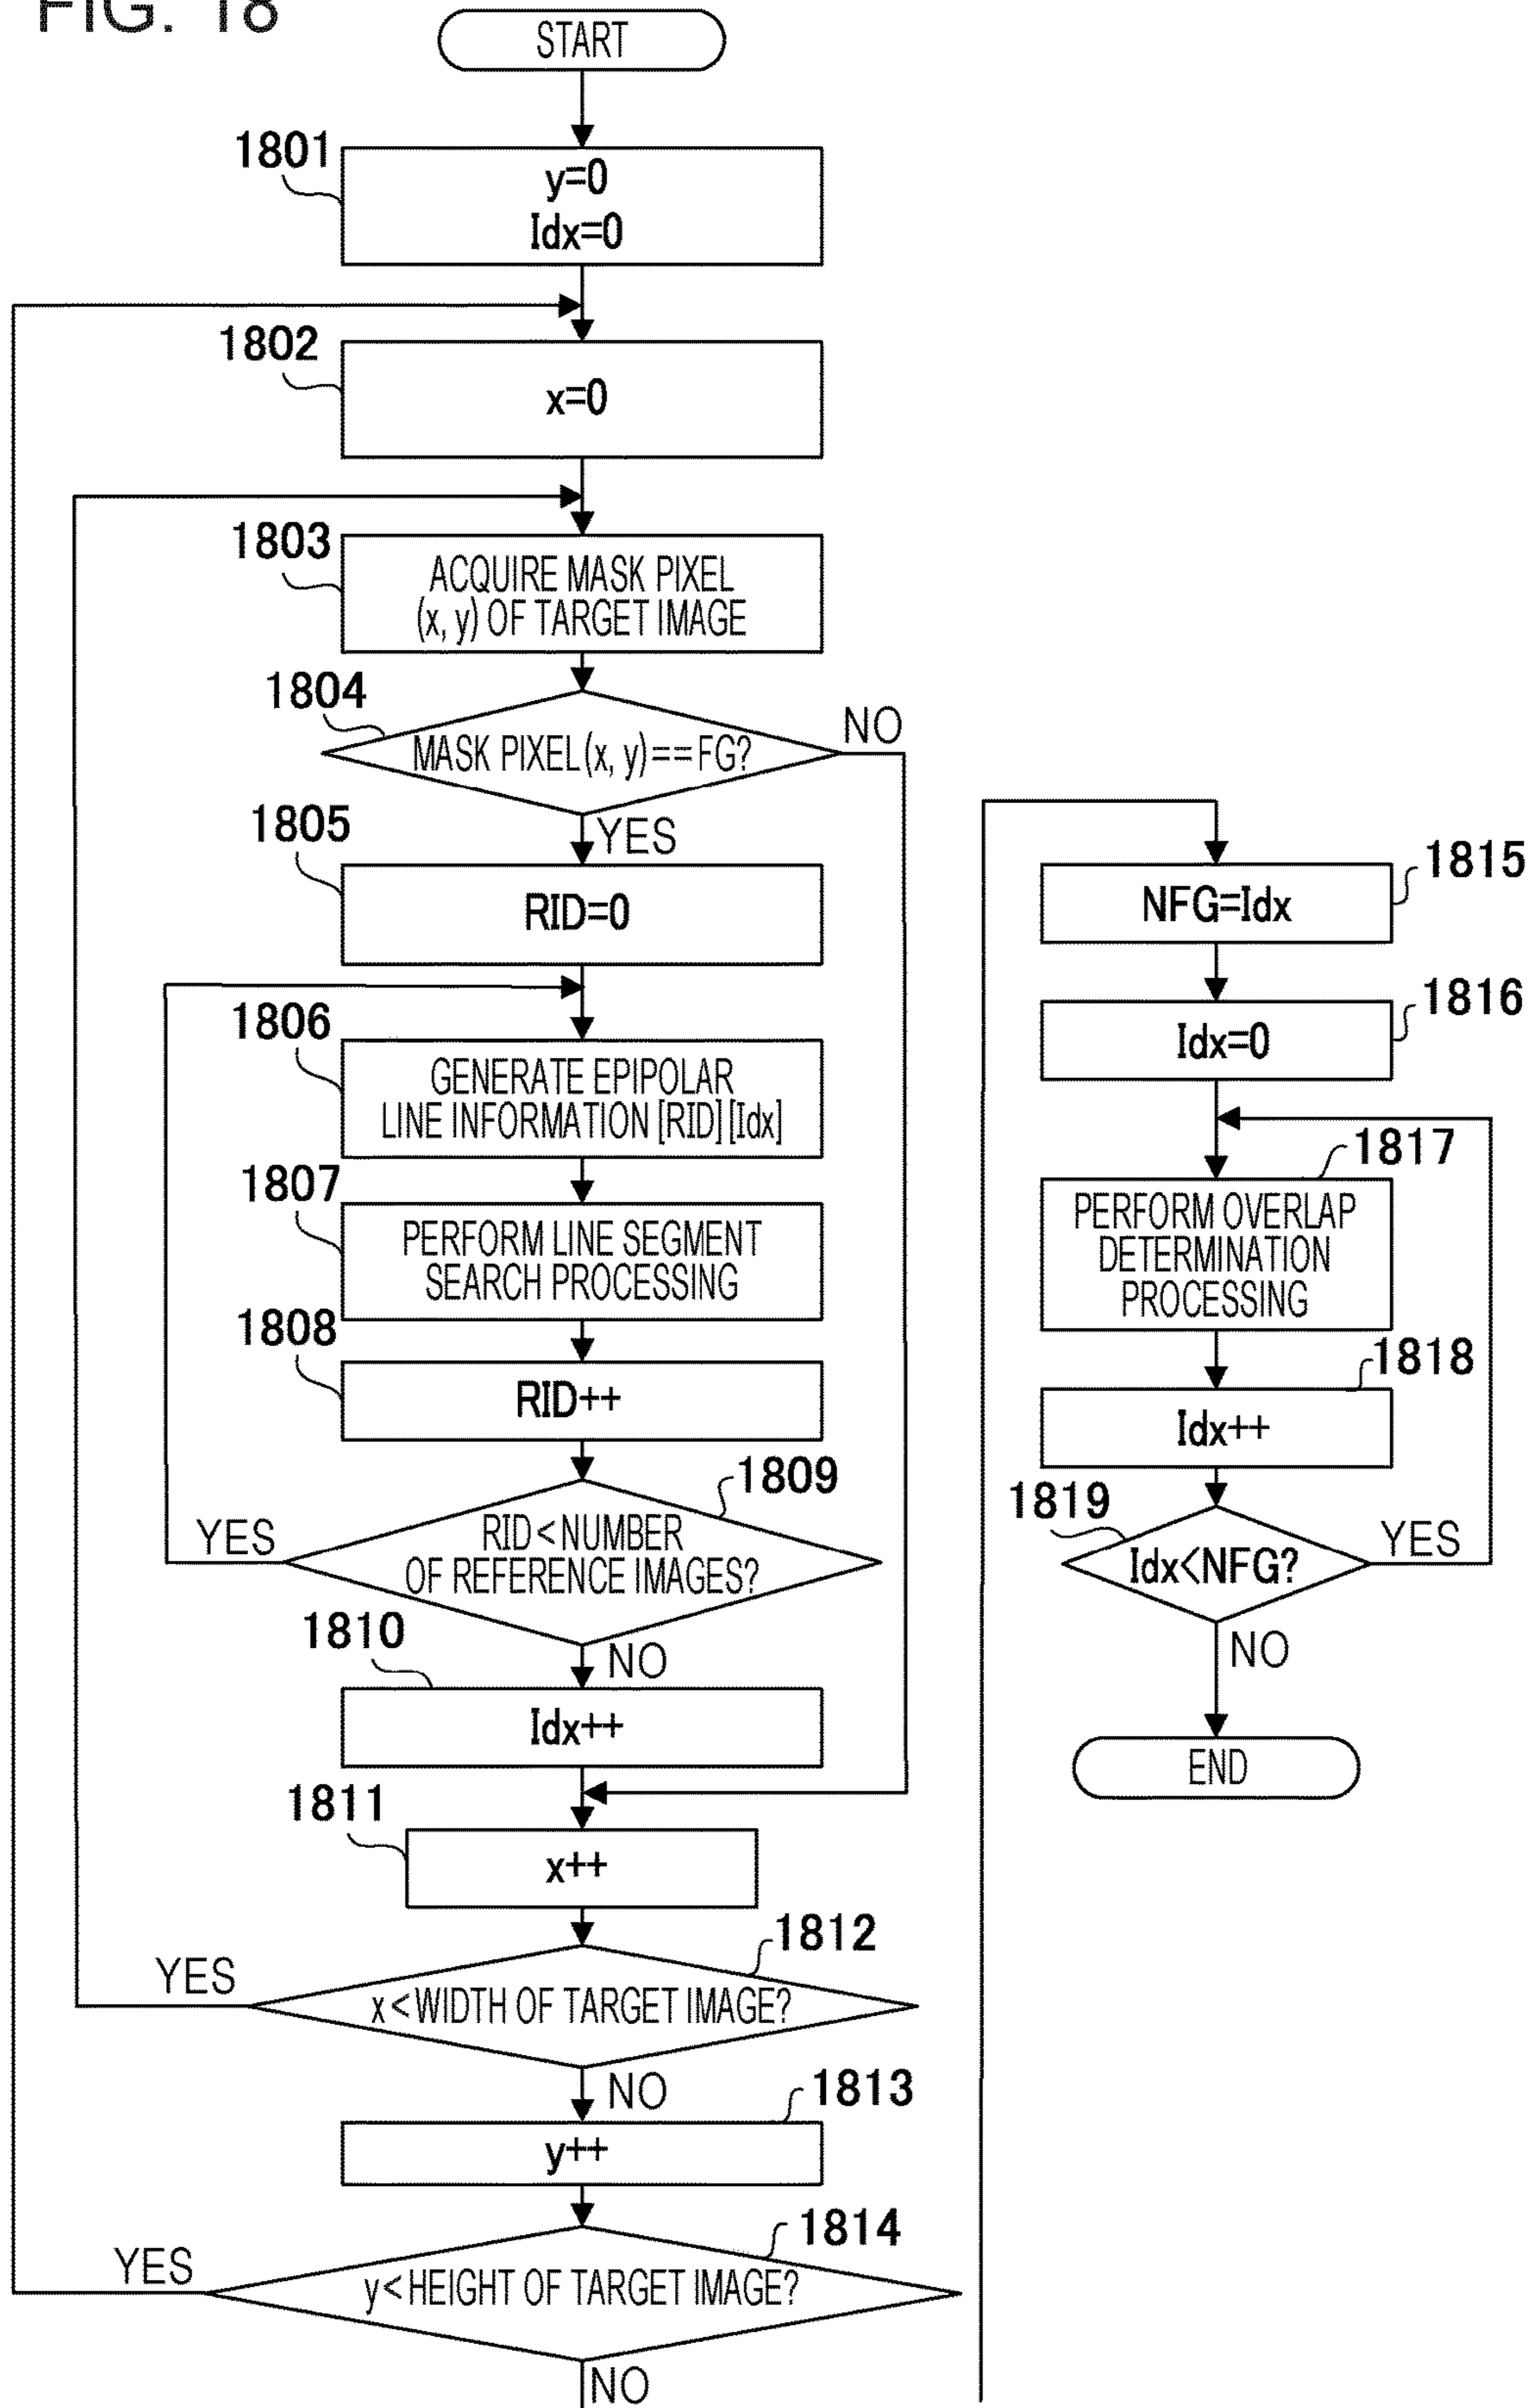 FIG. 18
START
1801
y=0
Idx=0
1802
x=0
1803
ACQUIRE MASK PIXEL
(x, y) OF TARGET IMAGE
1804
MASK PIXEL(x, y)==FG?
NO
YES
1805
RID=0
1806
GENERATE EPIPOLAR
LINE INFORMATION [RID][Idx]
1807
PERFORM LINE SEGMENT
SEARCH PROCESSING
1808
RID++
1809
RID<NUMBER
OF REFERENCE IMAGES?
YES
NO
1810
Idx++
1811
x++
1812
x<WIDTH OF TARGET IMAGE?
YES
NO
1813
y++
1814
y<HEIGHT OF TARGET IMAGE?
YES
NO
1815
NFG=Idx
1816
Idx=0
1817
PERFORM OVERLAP
DETERMINATION
PROCESSING
1818
Idx++
1819
Idx<NFG?
YES
NO
END